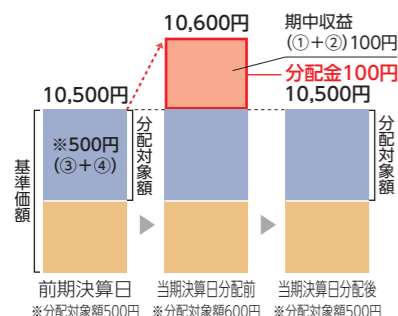 10,600円
期中収益
(①+②)100円
分配金100円
10,500円
10,500円
※500円
(③+④)
分配対象額
分配対象額
基準価額
前期決算日
当期決算日分配前
当期決算日分配後
※分配対象額500円
※分配対象額600円
※分配対象額500円